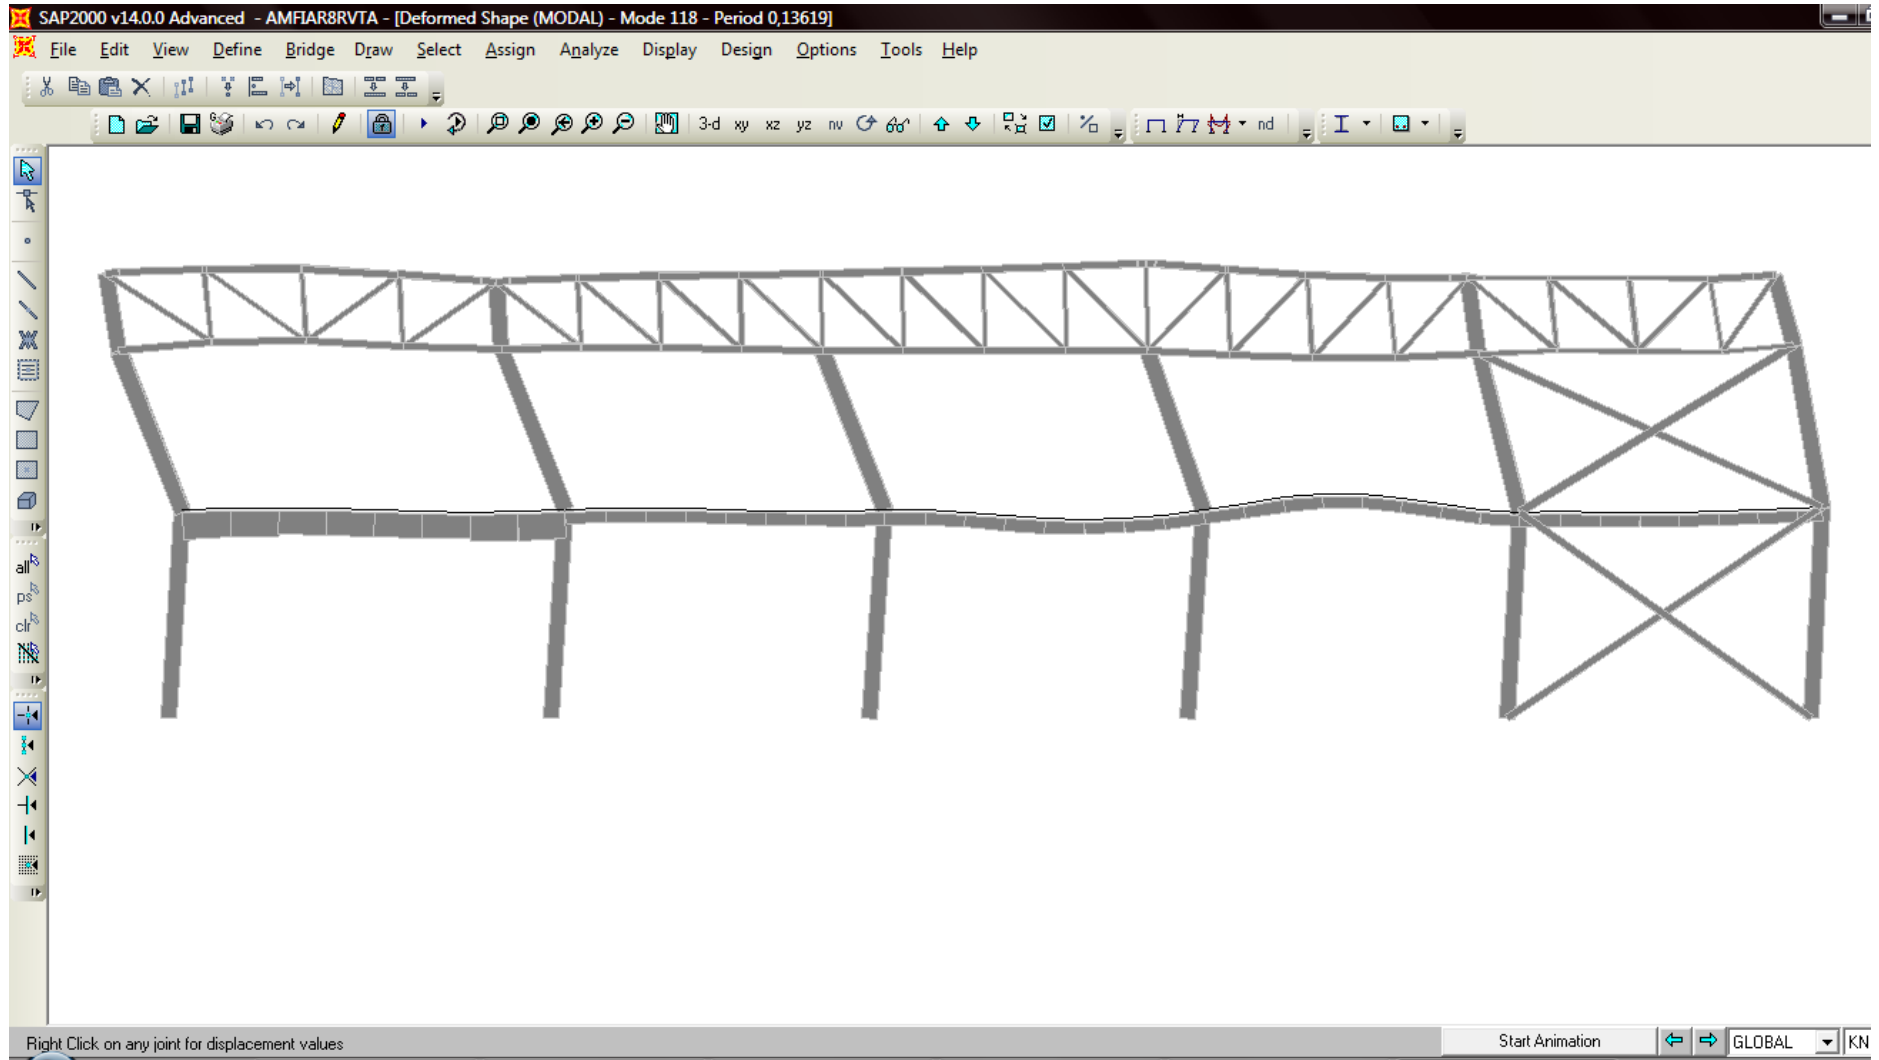 SAP2000 v14.0.0 Advanced - AMFIAR8RVTA - [Deformed Shape (MODAL) - Mode 118 - Period 0,13619]
File Edit View Define Bridge Draw Select Assign Analyze Display Design Options Tools Help
3-d xy xz yz nv nd
all
ps
clr
Right Click on any joint for displacement values
Start Animation
GLOBAL
KN